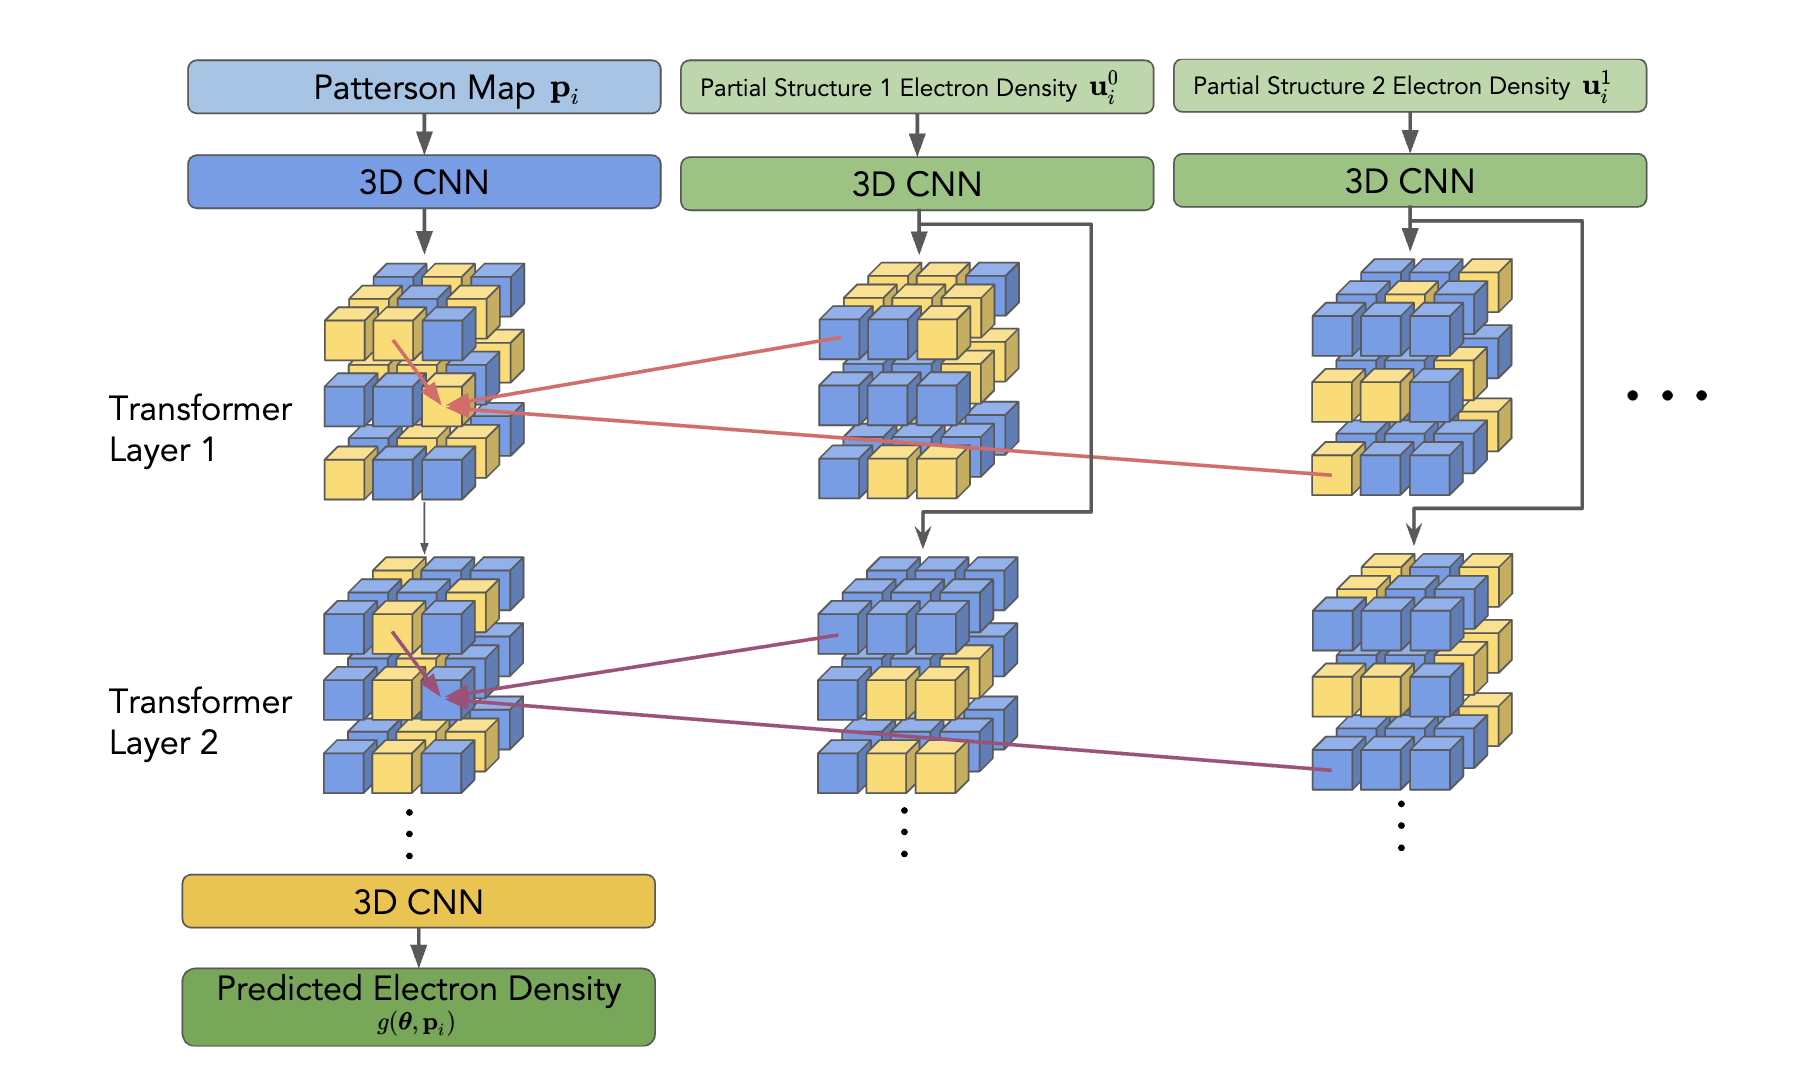 Patterson Map $\mathbf{p}_i$
Partial Structure 1 Electron Density $\mathbf{u}_i^0$
Partial Structure 2 Electron Density $\mathbf{u}_i^1$
3D CNN
3D CNN
3D CNN
Transformer
Layer 1
Transformer
Layer 2
3D CNN
Predicted Electron Density
$g(\boldsymbol{\theta}, \mathbf{p}_i)$